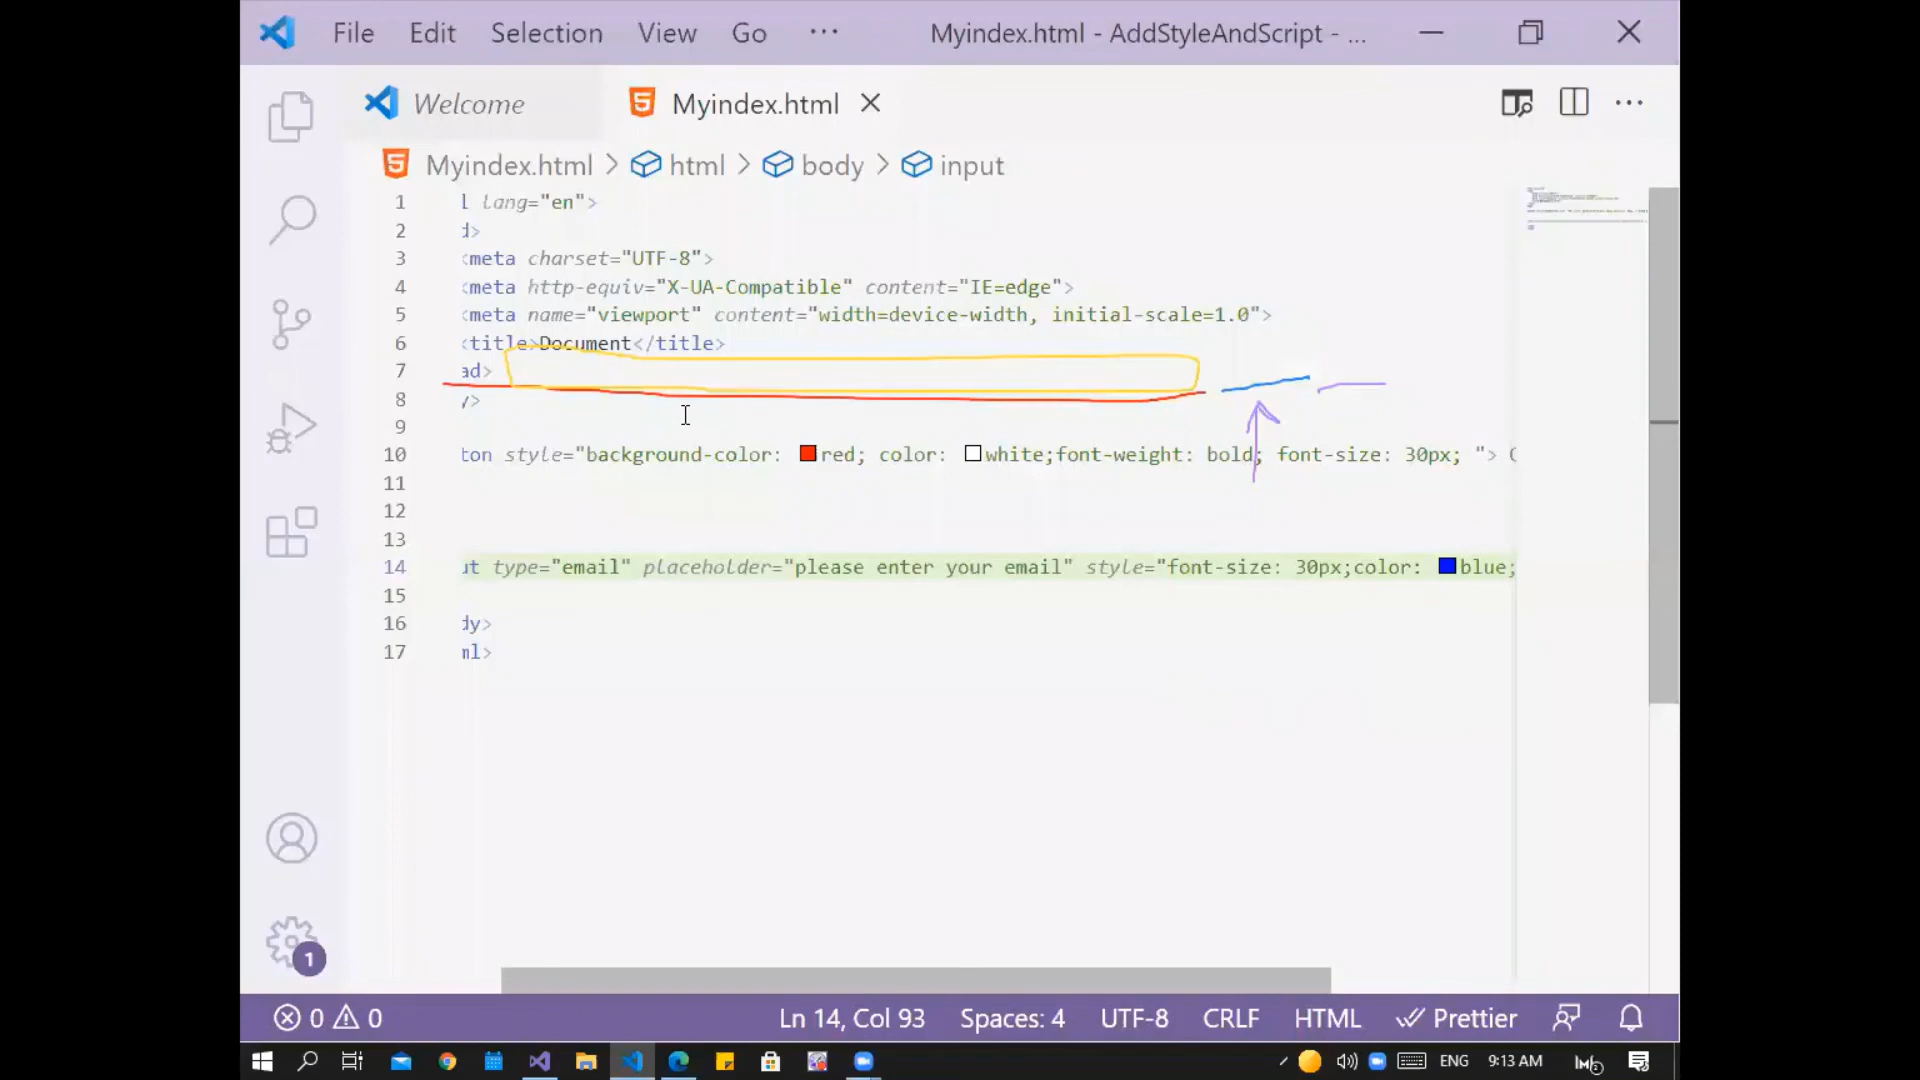 File Edit Selection View Go ··· Myindex.html - AddStyleAndScript - ...
Welcome Myindex.html
Myindex.html > html > body > input
1 l lang="en">
2 d>
3 <meta charset="UTF-8">
4 <meta http-equiv="X-UA-Compatible" content="IE=edge">
5 <meta name="viewport" content="width=device-width, initial-scale=1.0">
6 <title>Document</title>
7 ad>
8 y>
9
10 ton style="background-color: red; color: white;font-weight: bold; font-size: 30px; ">
11
12
13
14 ut type="email" placeholder="please enter your email" style="font-size: 30px;color: blue;
15
16 dy>
17 ml>
1
0 0 Ln 14, Col 93 Spaces: 4 UTF-8 CRLF HTML Prettier
ENG 9:13 AM